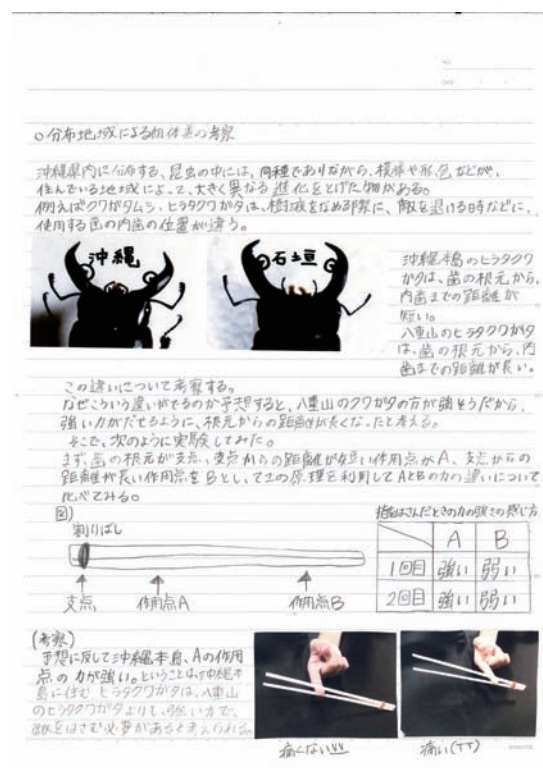 ○分布地域による個体差の考察
沖縄県内に分布する、昆虫の中には、同種でありながら、模様や形、色などが、
住んでいる地域によって、大きく異なる進化をとげた物がある。
例えばクワガタムシ、ヒラタクワガタは、樹液をなめる際に、敵を退ける時などに、
使用する歯の内歯の位置が違う。
沖縄
石垣
沖縄本島のヒラタクワ
ガタは、歯の根元から、
内歯までの距離が
短い。
八重山のヒラタクワガタ
は、歯の根元から、内
歯までの距離が長い。
この違いについて考察する。
なぜこういう違いがでるのか予想すると、八重山のクワガタの方が強そうだから、
強い力がだせるように、根元からの距離が長くなったと考える。
そこで、次のように実験してみた。
まず、歯の根元が支点、支点からの距離が短い作用点がA、支点からの
距離が長い作用点をBとし、てこの原理を利用してAとBの力の違いについて
比べてみる。
図)
割りばし
支点 作用点A 作用点B
指をはさんだときの力の強さの感じ方
A B
1回目 強い 弱い
2回目 強い 弱い
(考察)
予想に反して沖縄本島、Aの作用
点の力が強い。ということは、沖縄本
島に住むヒラタクワガタは、八重山
のヒラタクワガタよりも、強い力で、
敵をはさむ必要があると考えられる。
痛くない
痛い(TT)